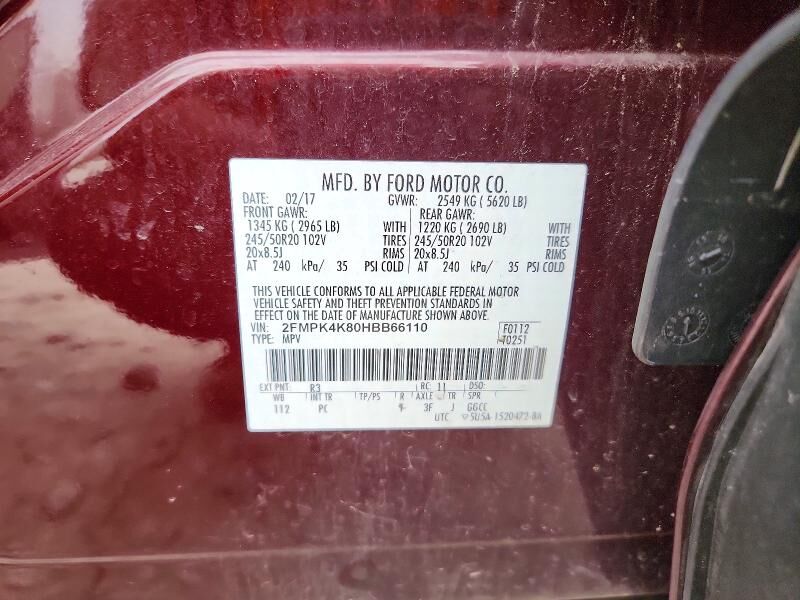 MFD. BY FORD MOTOR CO.
DATE: 02/17 GVWR: 2549 KG ( 5620 LB)
FRONT GAWR: REAR GAWR:
1345 KG ( 2965 LB) WITH 1220 KG ( 2690 LB) WITH
245/50R20 102V TIRES 245/50R20 102V TIRES
20x8.5J RIMS 20x8.5J RIMS
AT 240 kPa/ 35 PSI COLD AT 240 kPa/ 35 PSI COLD
THIS VEHICLE CONFORMS TO ALL APPLICABLE FEDERAL MOTOR
VEHICLE SAFETY AND THEFT PREVENTION STANDARDS IN
EFFECT ON THE DATE OF MANUFACTURE SHOWN ABOVE.
VIN: 2FMPK4K80HBB66110 F0112
TYPE: MPV T0251
EXT PNT: R3 RC: 11 DSO:
WB INT TR TP/PS R AXLE TR SPR
112 PC 3F J GGCC
UTC 5U5A-1520472-BA